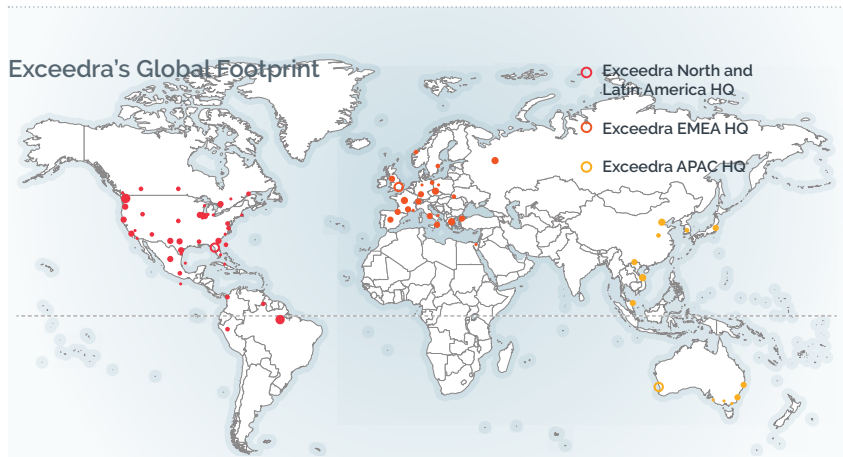 Exceedra's Global Footprint
Exceedra North and
Latin America HQ
Exceedra EMEA HQ
Exceedra APAC HQ